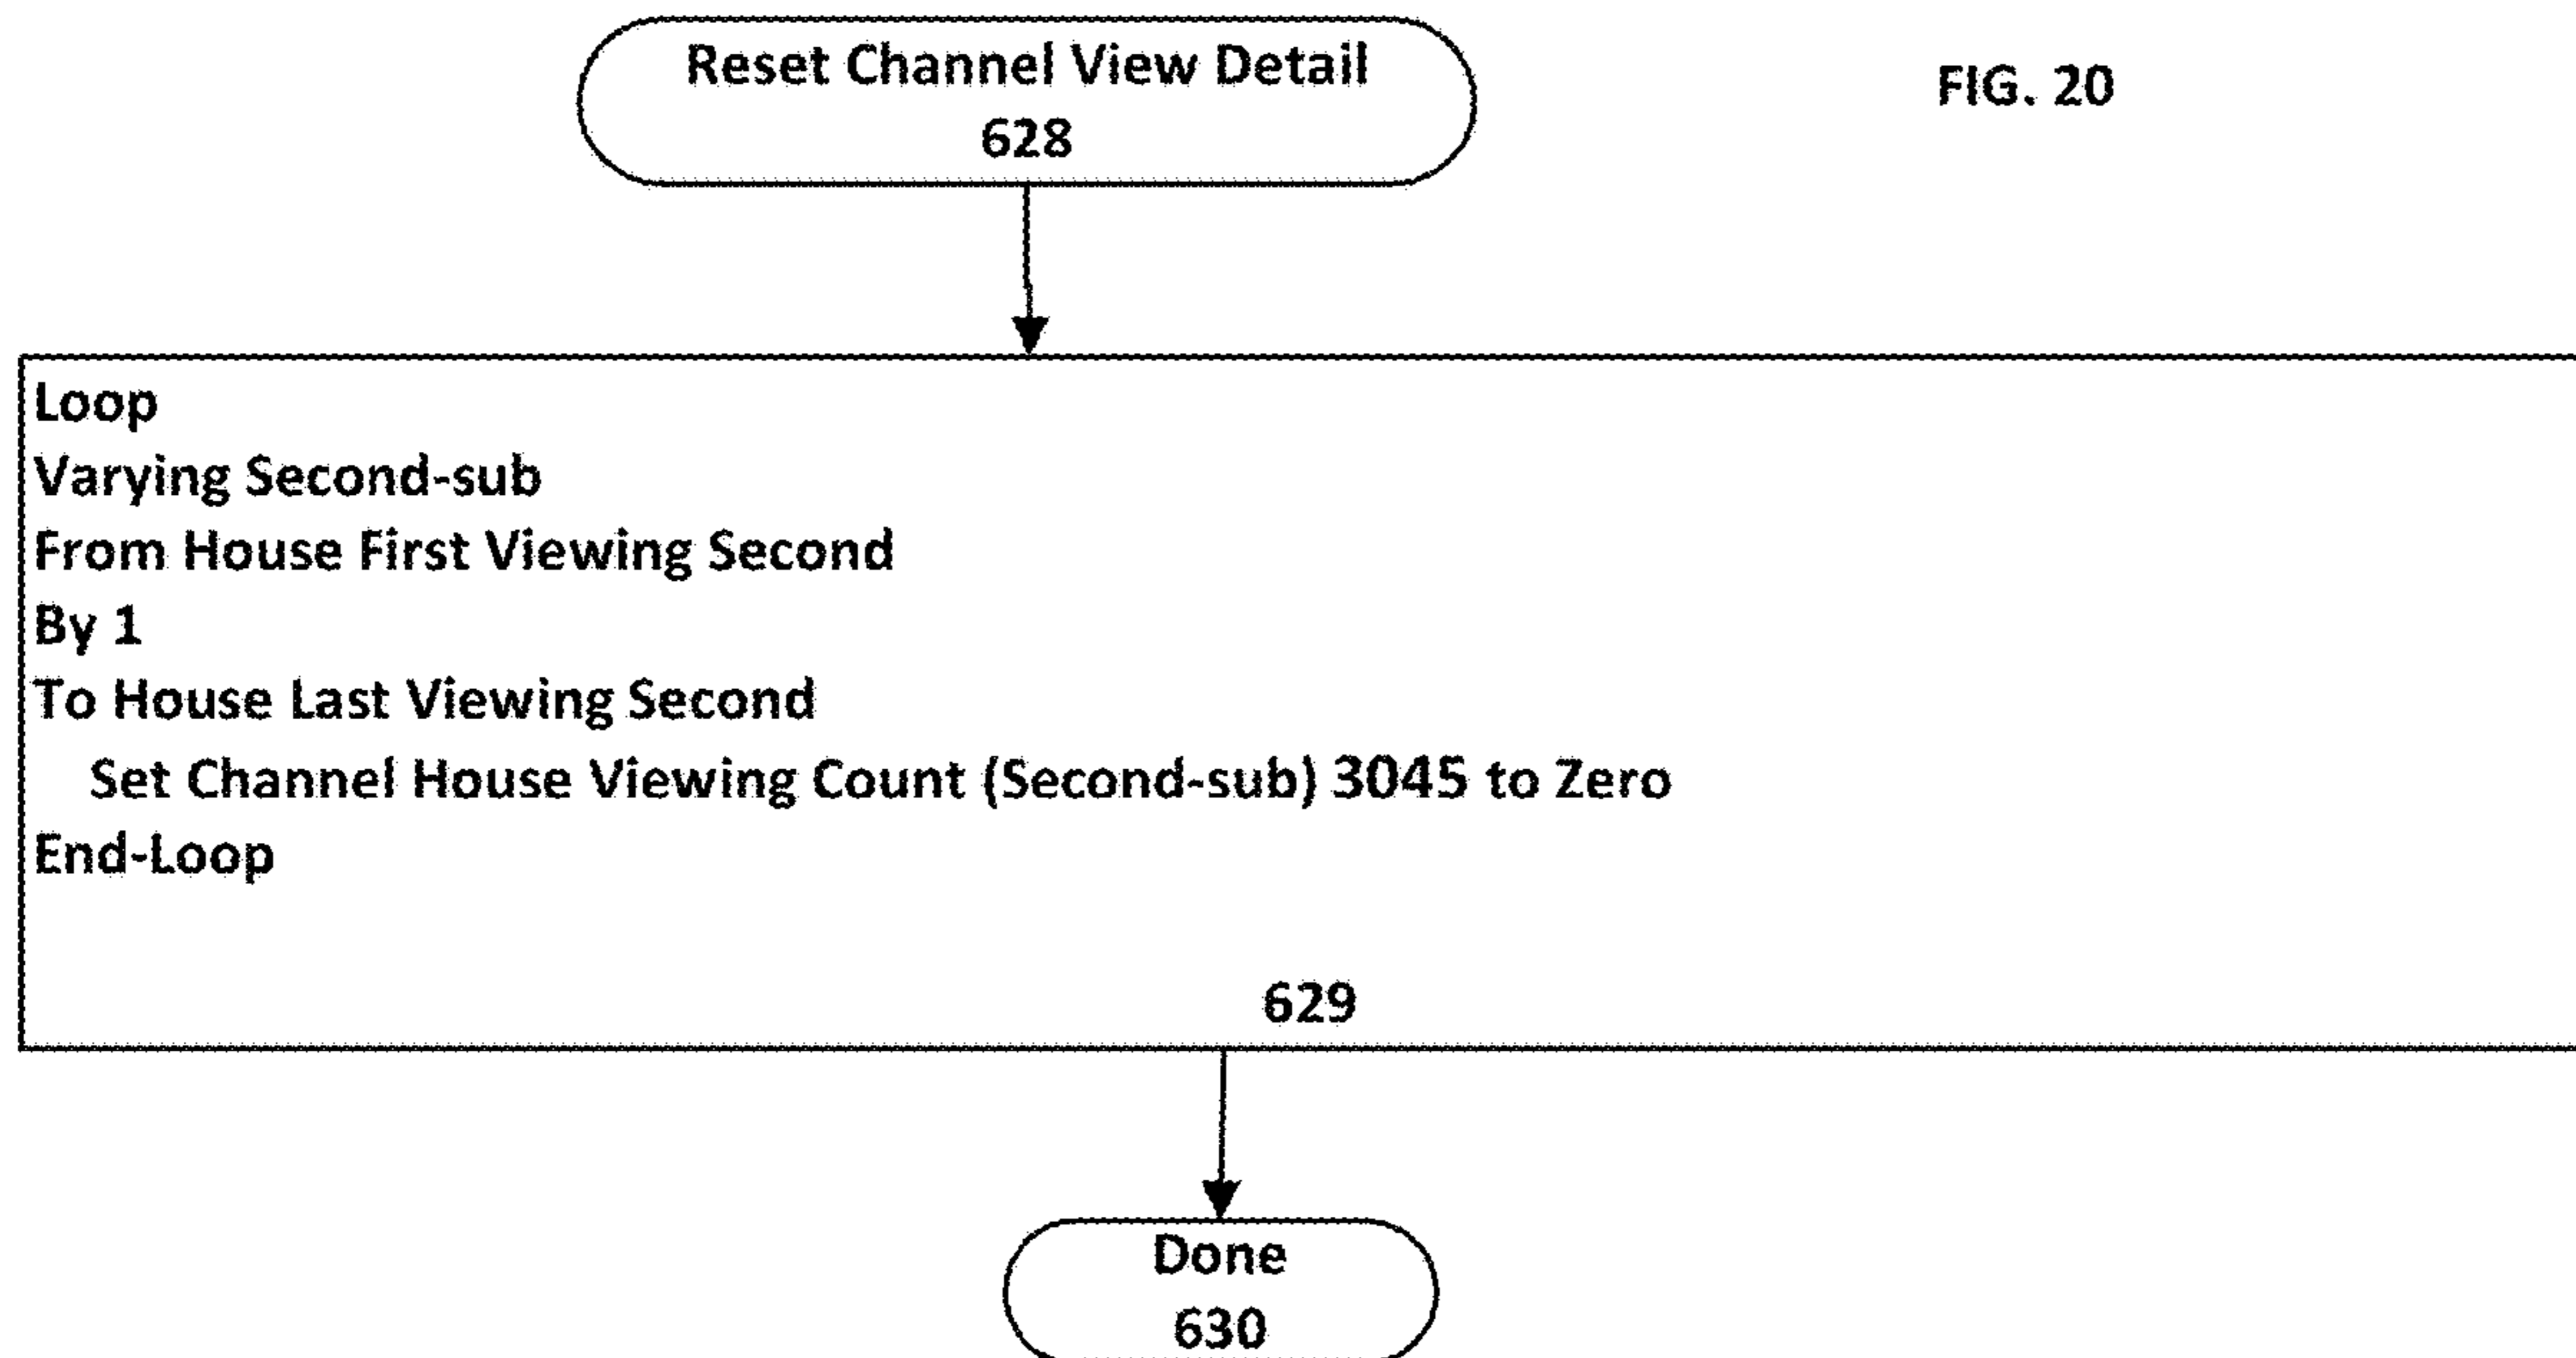 Reset Channel View Detail
628
FIG. 20
Loop
Varying Second-sub
From House First Viewing Second
By 1
To House Last Viewing Second
Set Channel House Viewing Count (Second-sub) 3045 to Zero
End-Loop
629
Done
630